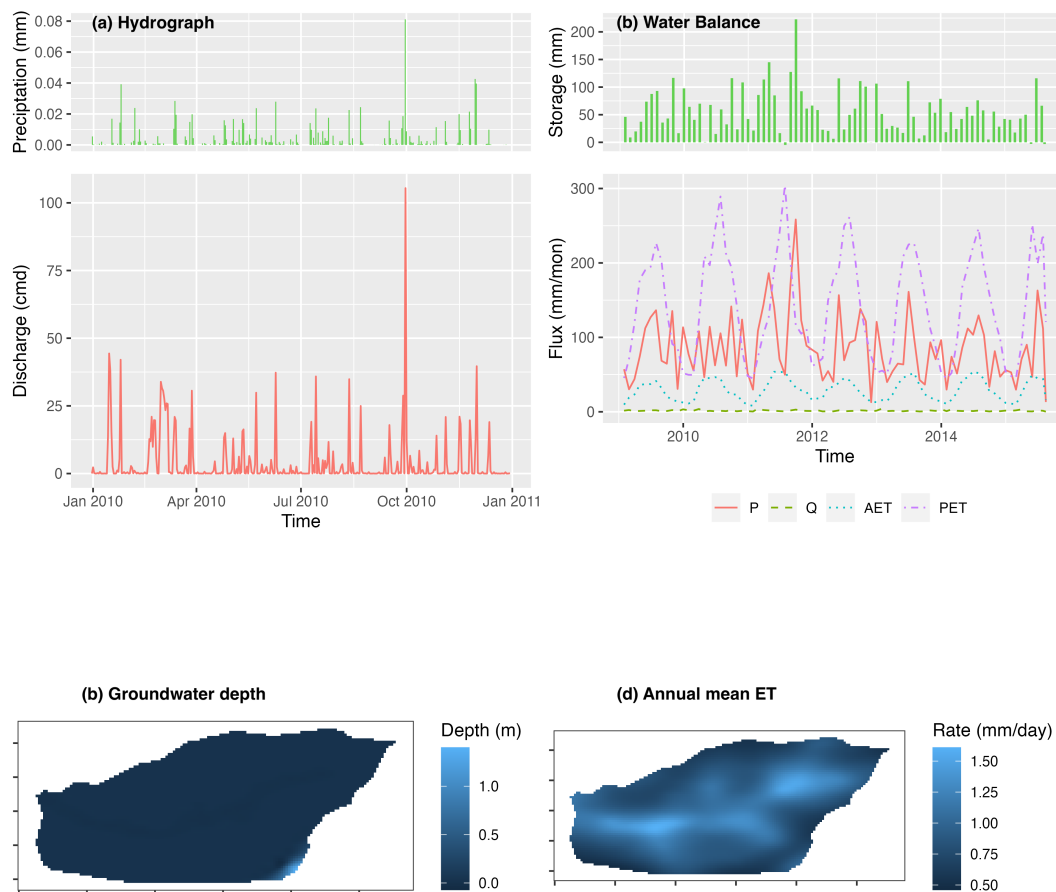 (a) Hydrograph
Preciptation (mm)
0.08
0.06
0.04
0.02
0.00
Discharge (cmd)
100
75
50
25
0
Jan 2010
Apr 2010
Jul 2010
Oct 2010
Jan 2011
Time
(b) Water Balance
Storage (mm)
200
150
100
50
0
Flux (mm/mon)
300
200
100
0
2010
2012
2014
Time
P
Q
AET
PET
(b) Groundwater depth
Depth (m)
1.0
0.5
0.0
(d) Annual mean ET
Rate (mm/day)
1.50
1.25
1.00
0.75
0.50